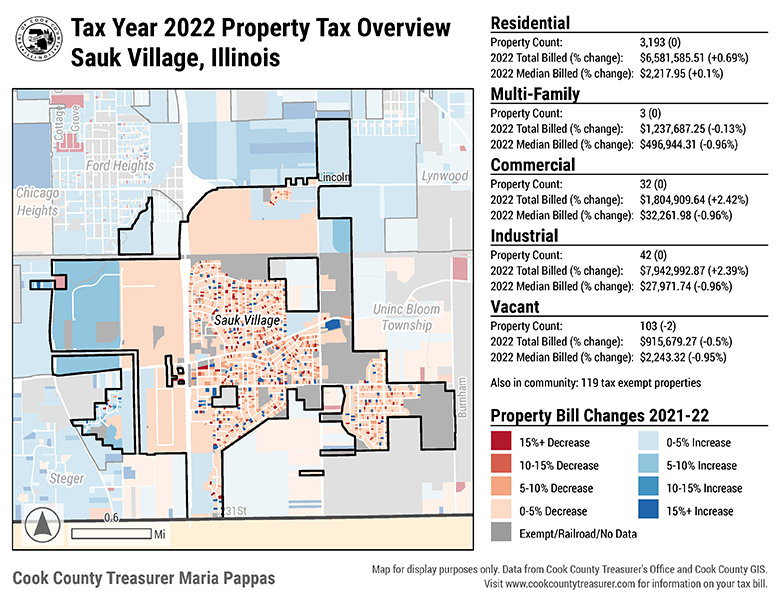 Tax Year 2022 Property Tax Overview
Sauk Village, Illinois
Residential
Property Count: 3,193 (0)
2022 Total Billed (% change): $6,581,585.51 (+0.69%)
2022 Median Billed (% change): $2,217.95 (+0.1%)
Multi-Family
Property Count: 3 (0)
2022 Total Billed (% change): $1,237,687.25 (-0.13%)
2022 Median Billed (% change): $496,944.31 (-0.96%)
Commercial
Property Count: 32 (0)
2022 Total Billed (% change): $1,804,909.64 (+2.42%)
2022 Median Billed (% change): $32,261.98 (-0.96%)
Industrial
Property Count: 42 (0)
2022 Total Billed (% change): $7,942,992.87 (+2.39%)
2022 Median Billed (% change): $27,971.74 (-0.96%)
Vacant
Property Count: 103 (-2)
2022 Total Billed (% change): $915,679.27 (-0.5%)
2022 Median Billed (% change): $2,243.32 (-0.95%)
Also in community: 119 tax exempt properties
Property Bill Changes 2021-22
15%+ Decrease
10-15% Decrease
5-10% Decrease
0-5% Decrease
Exempt/Railroad/No Data
0-5% Increase
5-10% Increase
10-15% Increase
15%+ Increase
Cottage
Grove
Ford Heights
Chicago
Heights
Lincoln
Lynwood
Sauk Village
Uninc Bloom
Township
Burnham
Steger
231St
0.6
Mi
Cook County Treasurer Maria Pappas
Map for display purposes only. Data from Cook County Treasurer's Office and Cook County GIS.
Visit www.cookcountytreasurer.com for information on your tax bill.